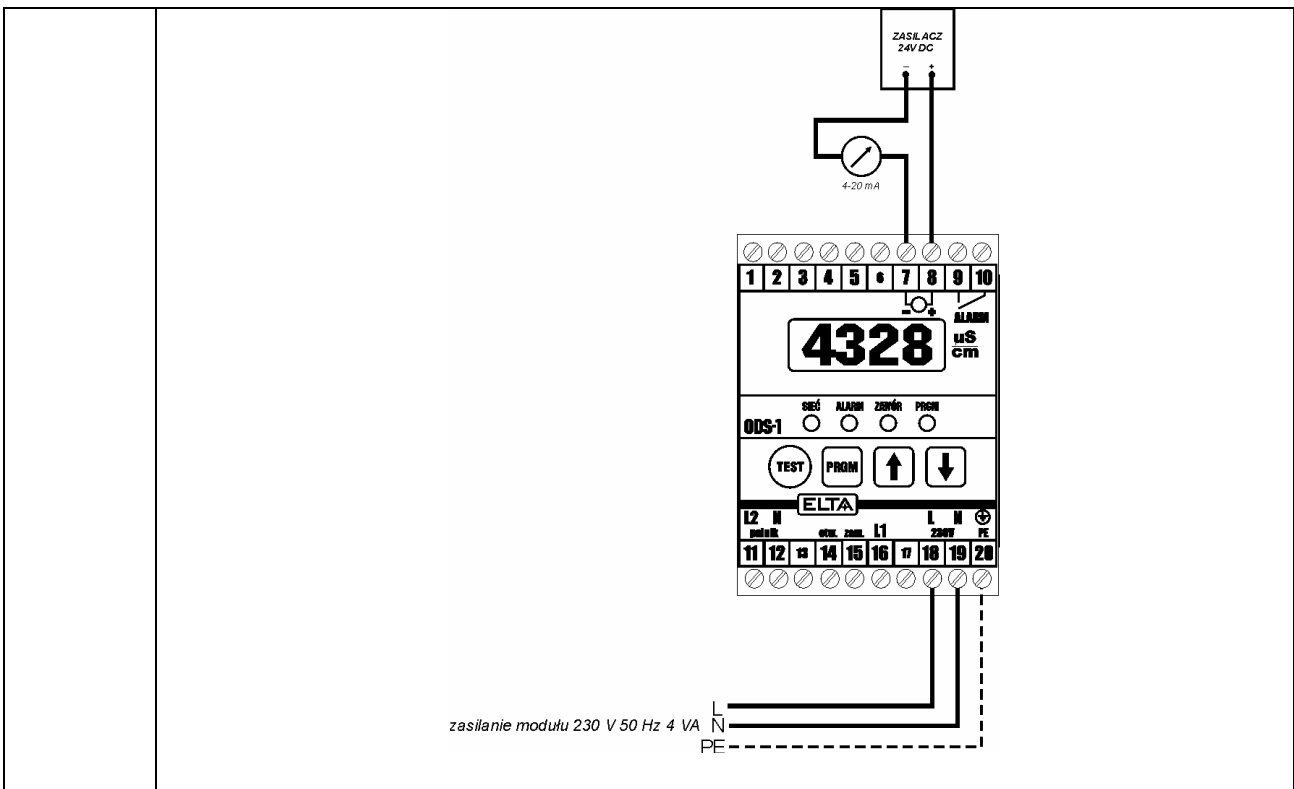 ZASILACZ
24V DC
– +
4-20 mA
1 2 3 4 5 6 7 8 9 10
– +
ALARM
4328 uS
cm
SIEĆ ALARM ZAWÓR PRGM
ODS-1
TEST PRGM
ELTA
L2 N L N
palnik otw. zam. L1 230V PE
11 12 13 14 15 16 17 18 19 20
L
zasilanie modułu 230 V 50 Hz 4 VA N
PE